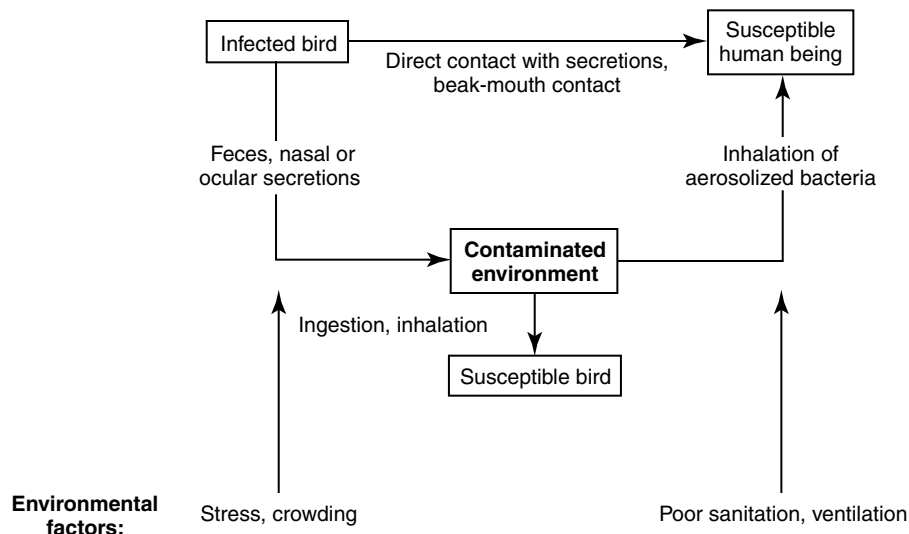 Infected bird
Susceptible
human being
Direct contact with secretions,
beak-mouth contact
Feces, nasal or
ocular secretions
Inhalation of
aerosolized bacteria
Contaminated
environment
Ingestion, inhalation
Susceptible bird
Environmental
factors:
Stress, crowding
Poor sanitation, ventilation